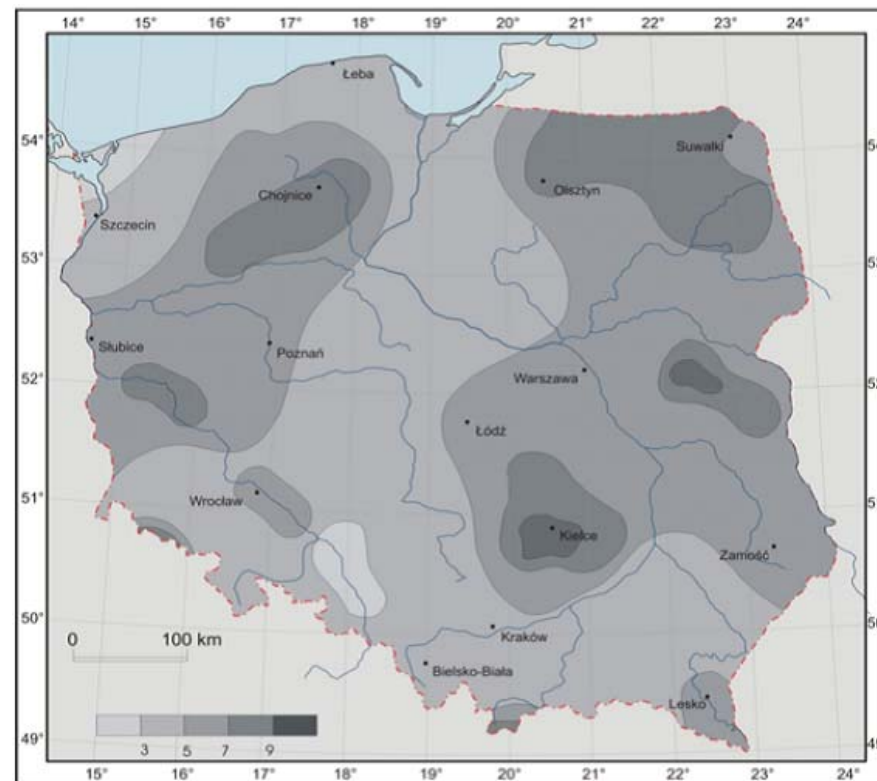 14° 15° 16° 17° 18° 19° 20° 21° 22° 23° 24°
Łeba
54°
Suwałki
Chojnice
Olsztyn
Szczecin
53°
Słubice
Poznań
Warszawa
52°
Łódź
51°
Wrocław
Kielce
Zamość
50°
0 100 km
Kraków
Bielsko-Biała
Lesko
49°
3 5 7 9
15° 16° 17° 18° 19° 20° 21° 22° 23° 24°